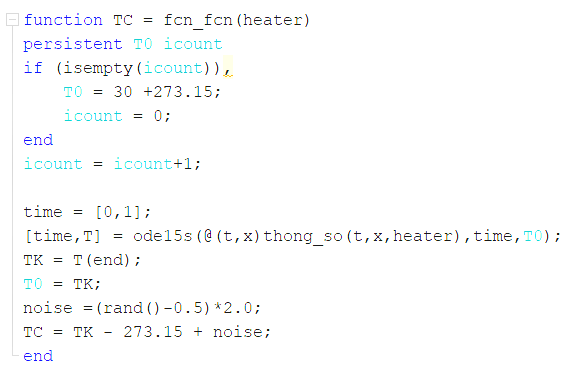 function TC = fcn_fcn(heater)
persistent T0 icount
if (isempty(icount)),
    T0 = 30 +273.15;
    icount = 0;
end
icount = icount+1;

time = [0,1];
[time,T] = ode15s(@(t,x)thong_so(t,x,heater),time,T0);
TK = T(end);
T0 = TK;
noise =(rand()-0.5)*2.0;
TC = TK - 273.15 + noise;
end